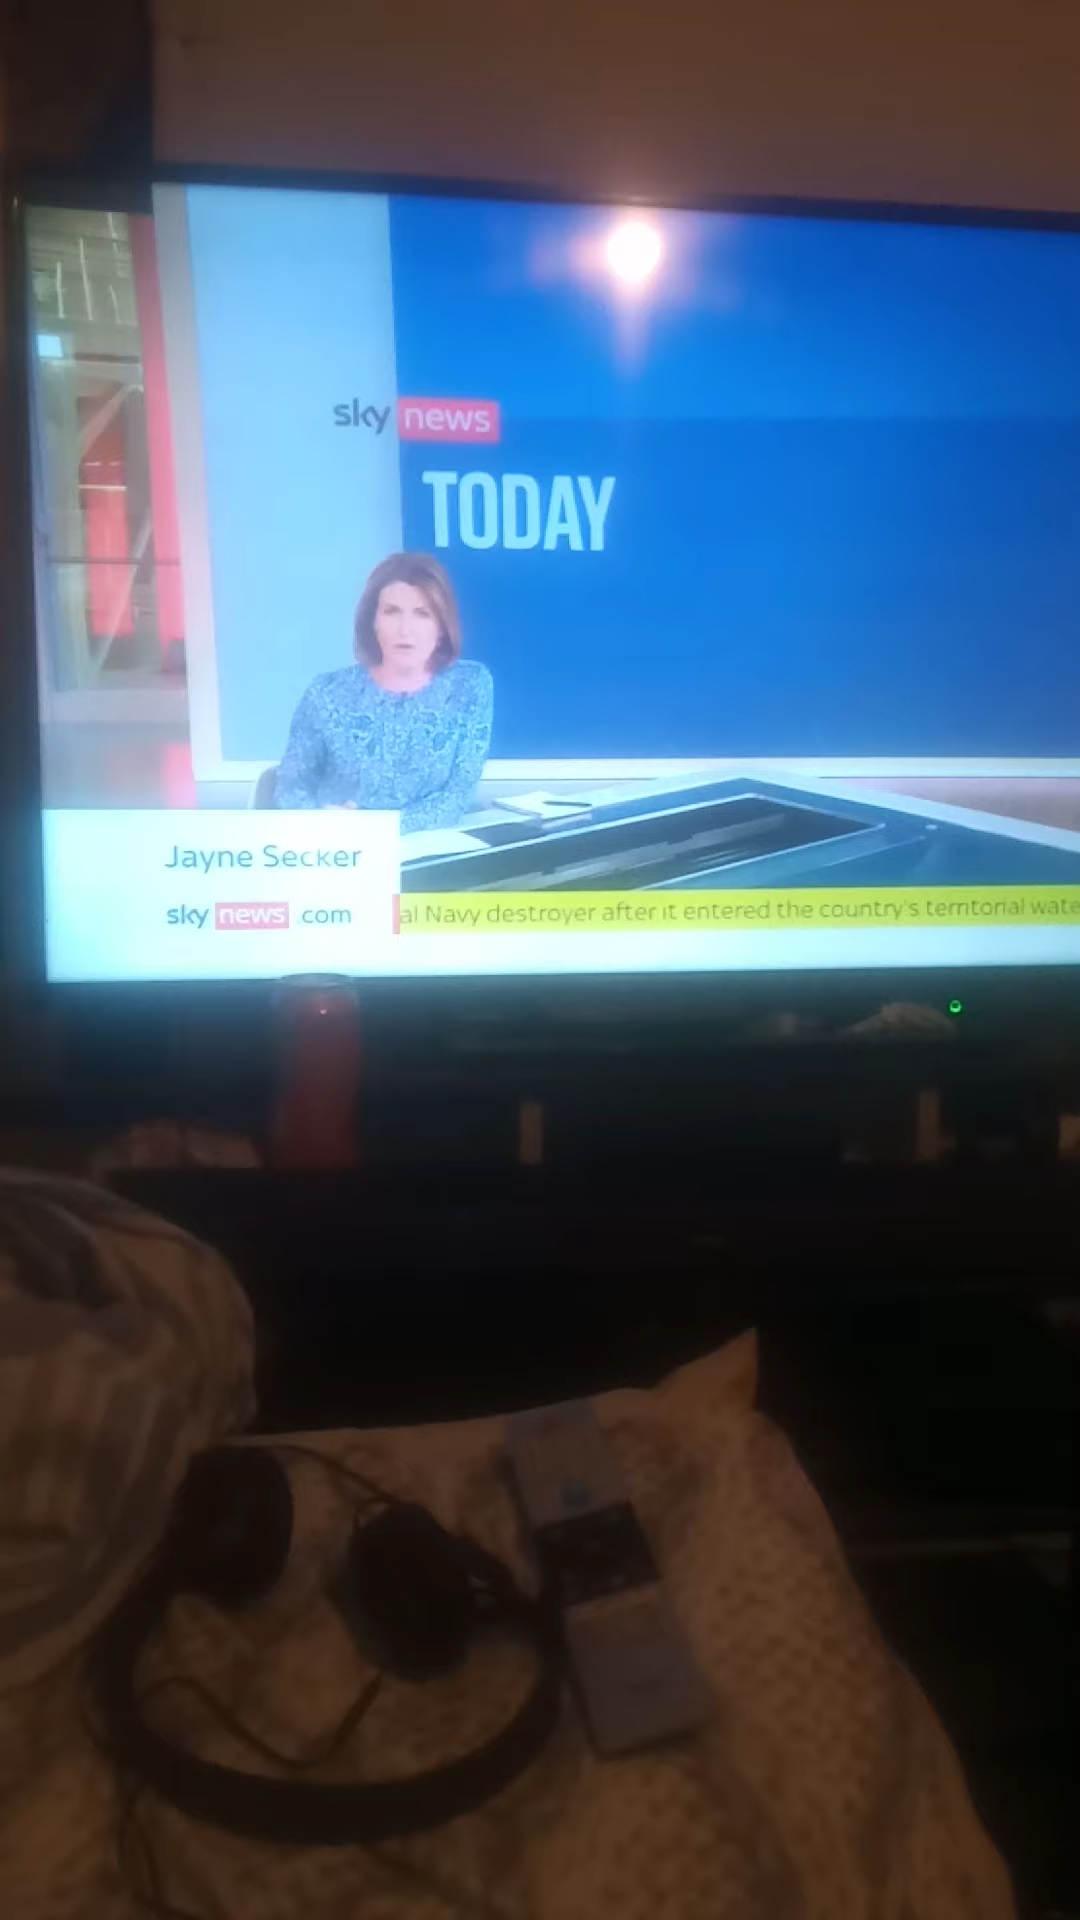 sky news
TODAY
Jayne Secker
sky news .com
al Navy destroyer after it entered the country's territorial wate